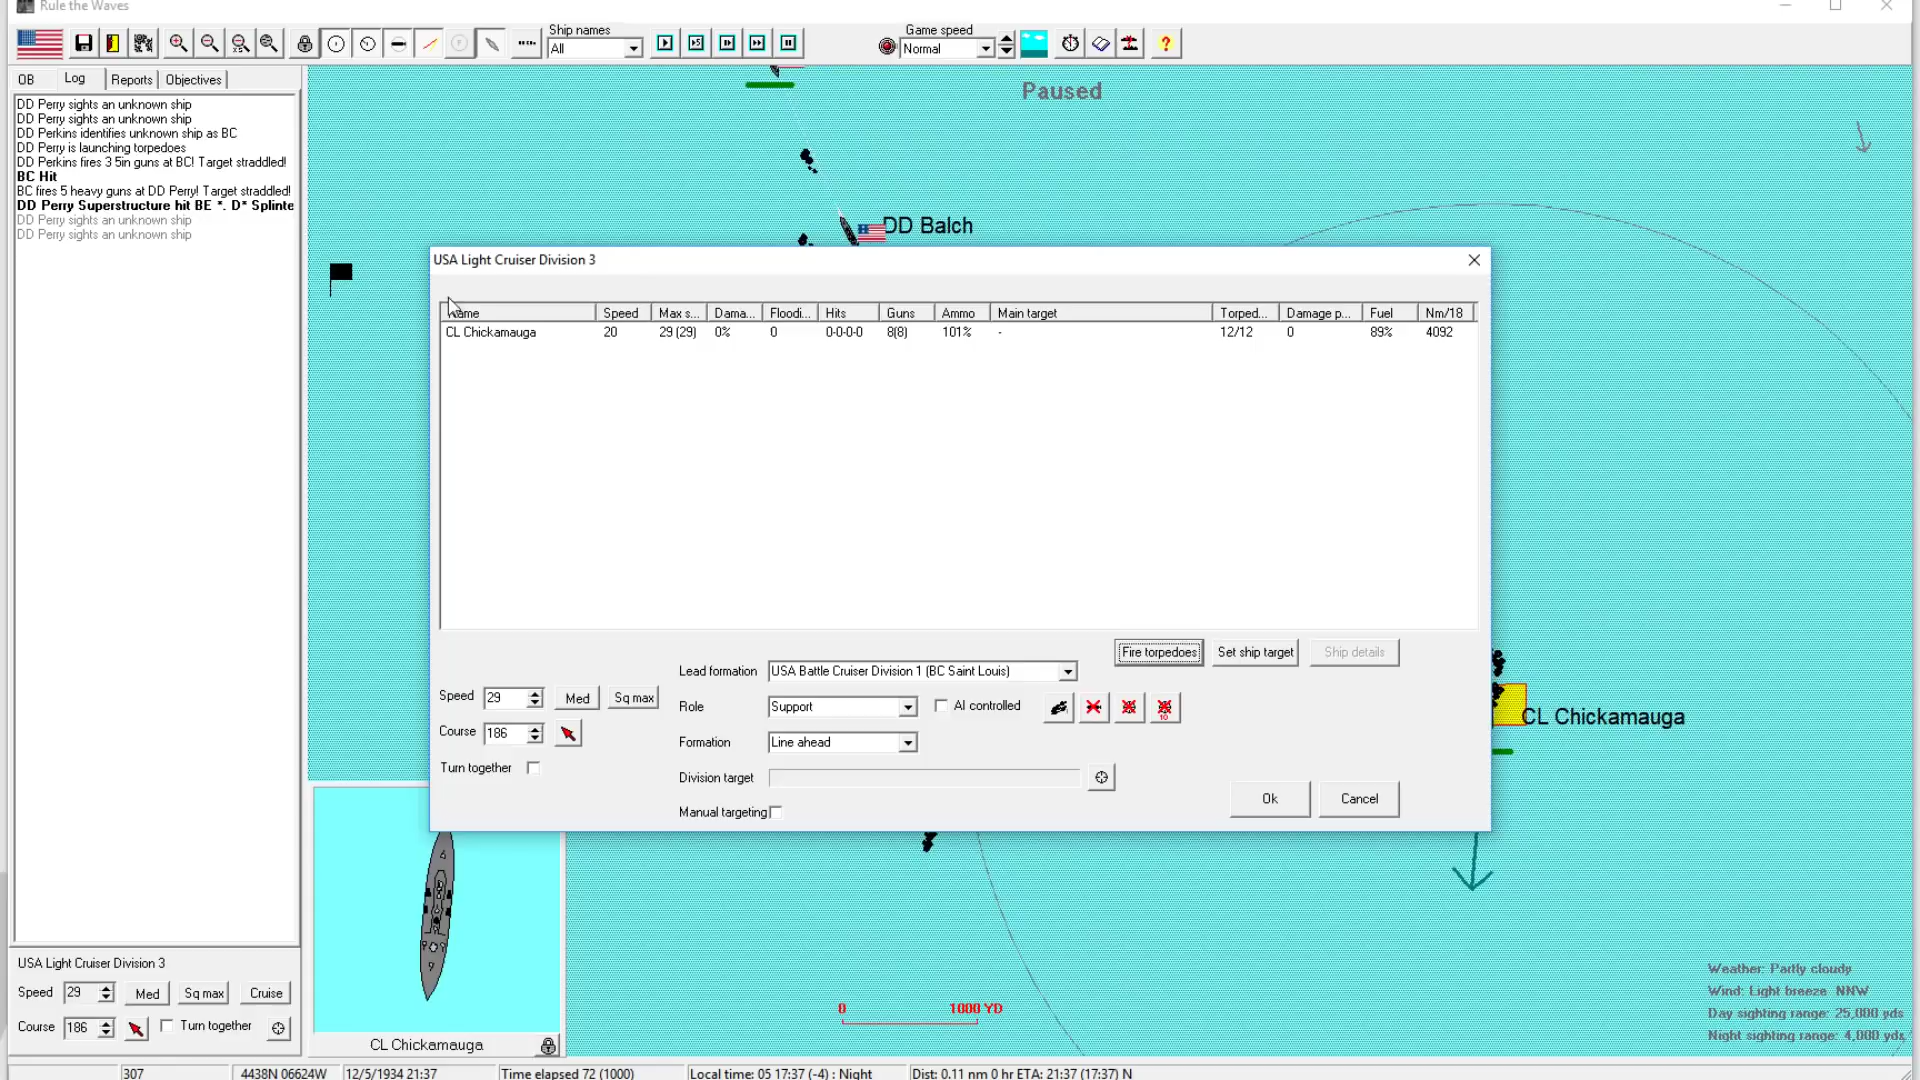 Rule the Waves
Ship names
All
Game speed
Normal
OB
Log
Reports
Objectives
DD Perry sights an unknown ship
DD Perry sights an unknown ship
DD Perkins identifies unknown ship as BC
DD Perry is launching torpedoes
DD Perkins fires 3 5in guns at BC! Target straddled!
BC Hit
BC fires 5 heavy guns at DD Perry! Target straddled!
DD Perry Superstructure hit BE *. D* Splinte
DD Perry sights an unknown ship
DD Perry sights an unknown ship
Paused
DD Balch
USA Light Cruiser Division 3
Name Speed Max s... Dama... Floodi... Hits Guns Ammo Main target Torped... Damage p... Fuel Nm/18
CL Chickamauga 20 29 (29) 0% 0 0-0-0-0 8(8) 101% - 12/12 0 89% 4092
Fire torpedoes
Set ship target
Ship details
Lead formation USA Battle Cruiser Division 1 (BC Saint Louis)
Speed 29 Med Sq max
Role Support
AI controlled
10
Course 186
Formation Line ahead
Turn together
Division target
Manual targeting
Ok
Cancel
CL Chickamauga
USA Light Cruiser Division 3
Speed 29 Med Sq max Cruise
Course 186 Turn together
CL Chickamauga
0 1000 YD
Weather: Partly cloudy
Wind: Light breeze NNW
Day sighting range: 25,000 yds
Night sighting range: 4,000 yds
307
4438N 06624W
12/5/1934 21:37
Time elapsed 72 (1000)
Local time: 05 17:37 (-4) : Night
Dist: 0.11 nm 0 hr ETA: 21:37 (17:37) N